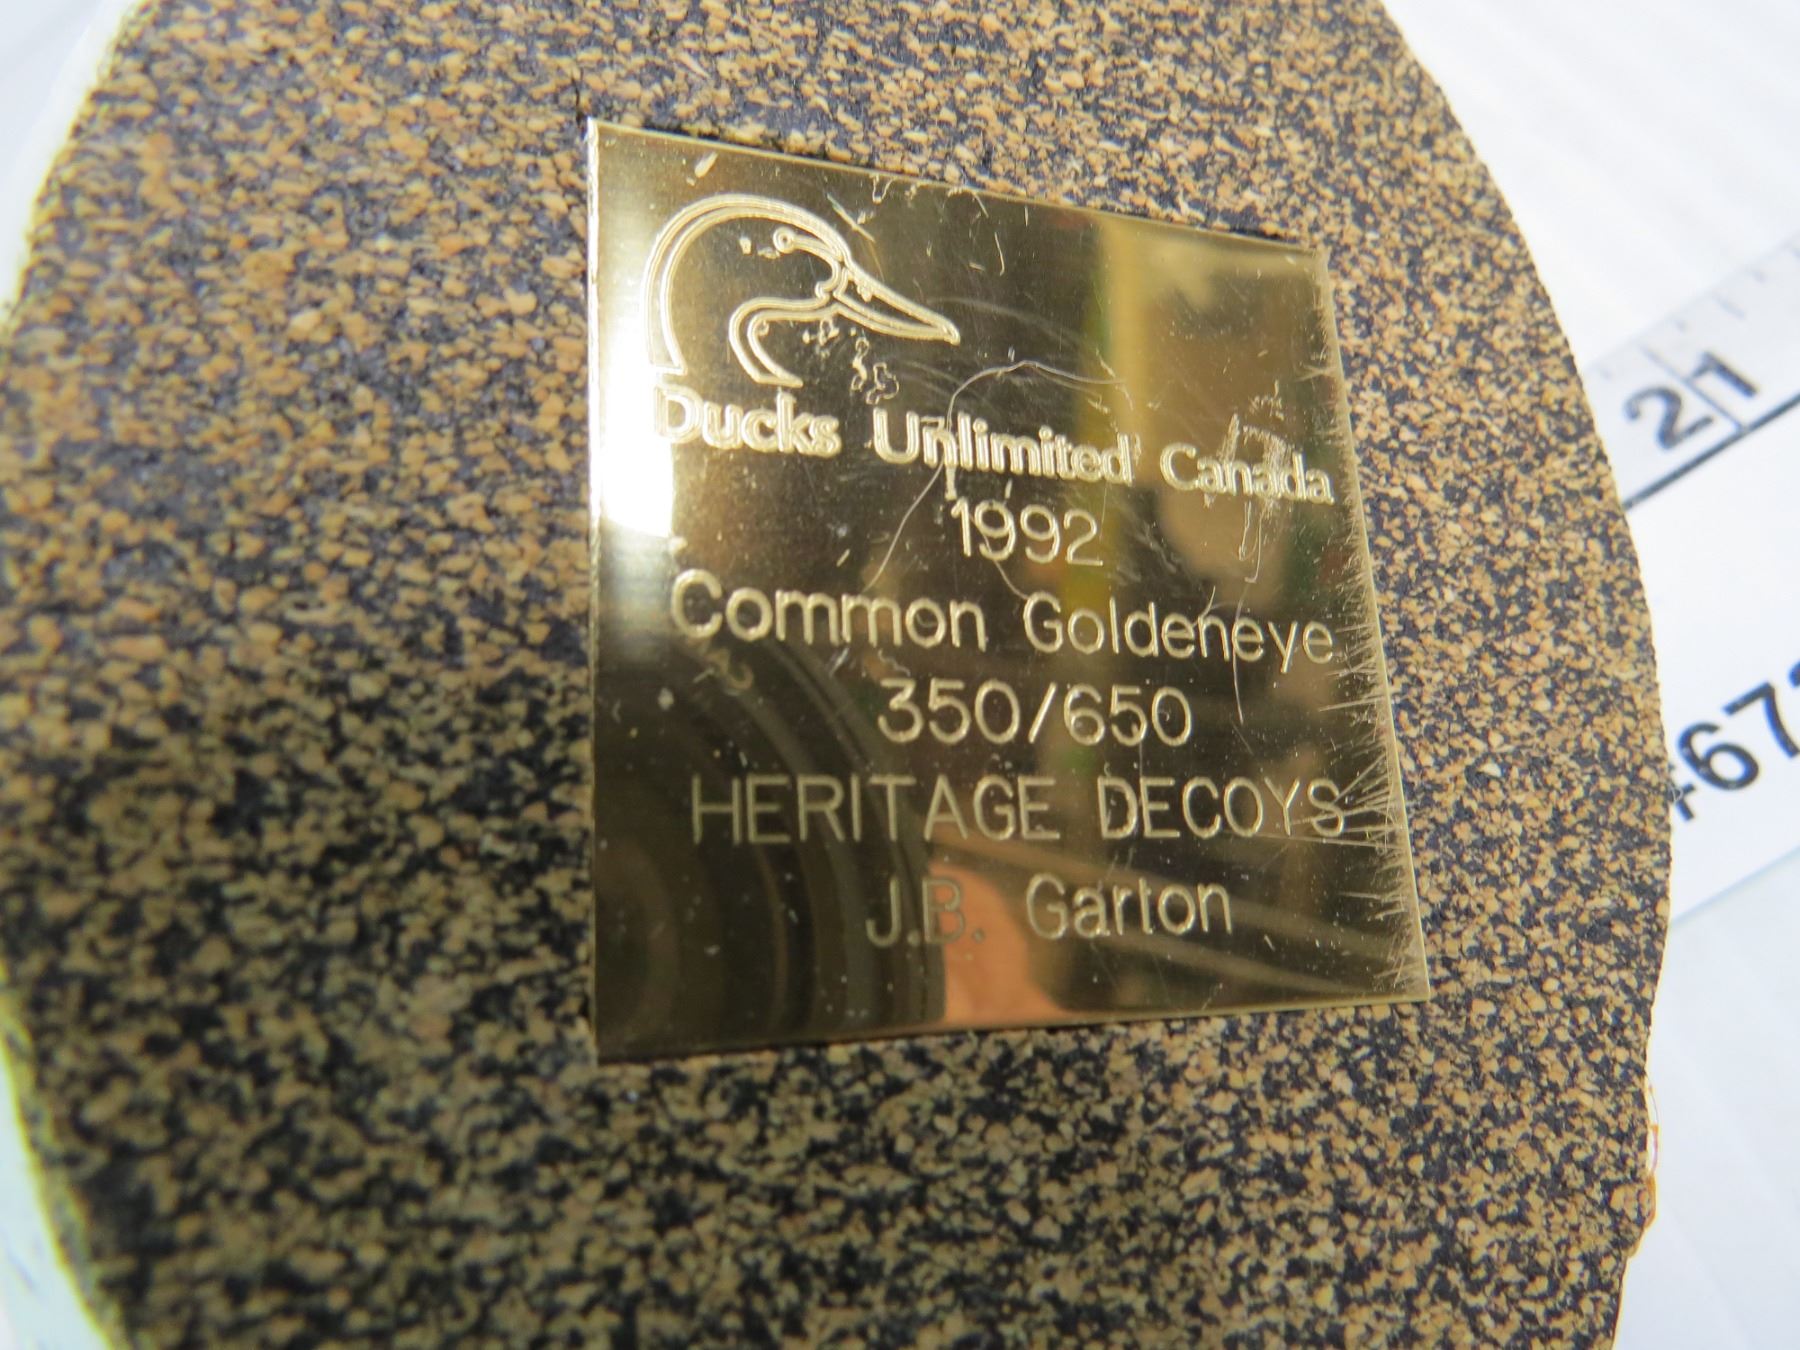 Ducks Unlimited Canada
1992
Common Goldeneye
350/650
HERITAGE DECOYS
J.B. Garton
21